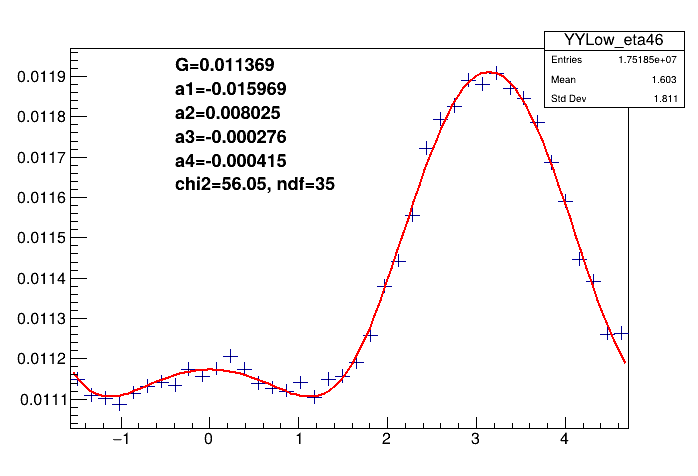 YYLow_eta46
Entries 1.75185e+07
Mean 1.603
Std Dev 1.811
G=0.011369
a1=-0.015969
a2=0.008025
a3=-0.000276
a4=-0.000415
chi2=56.05, ndf=35
0.0119
0.0118
0.0117
0.0116
0.0115
0.0114
0.0113
0.0112
0.0111
−1 0 1 2 3 4